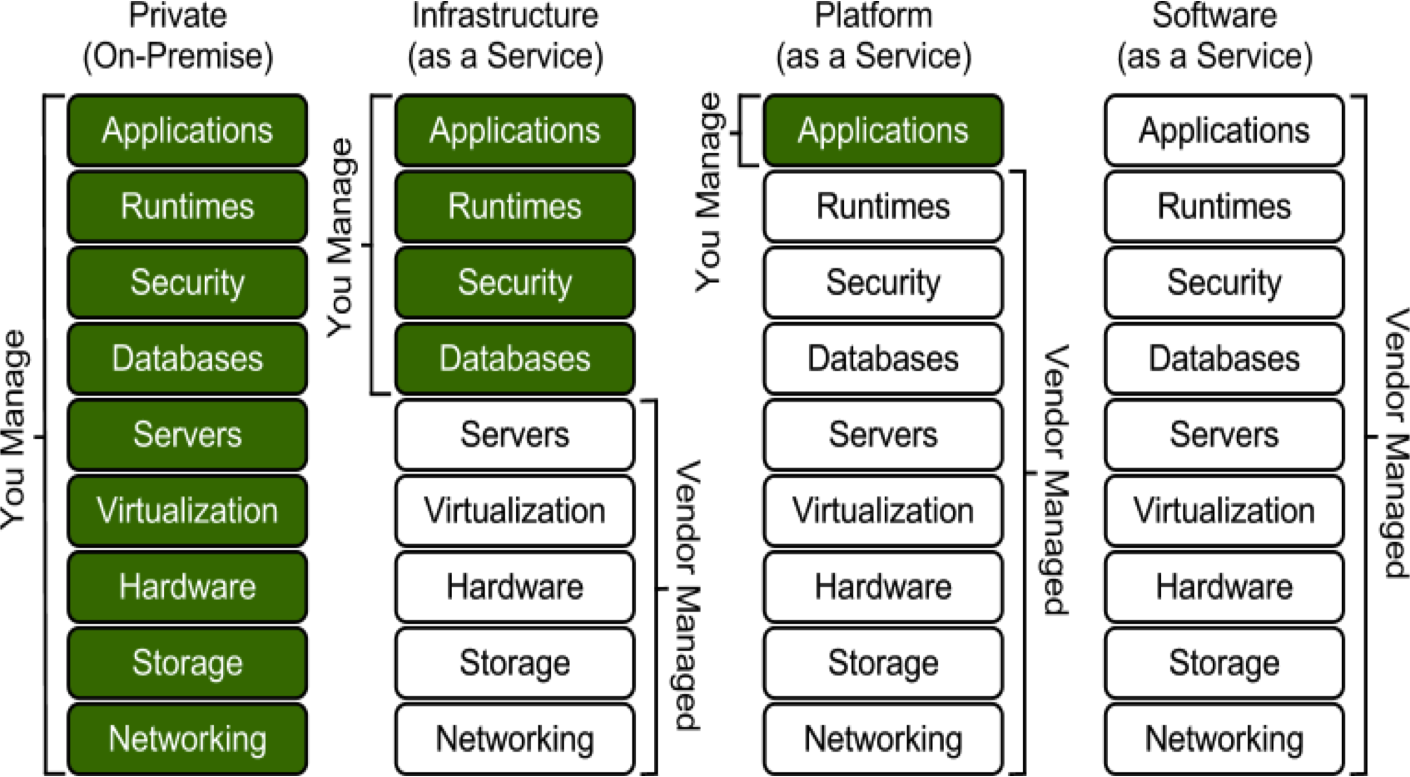 Private
(On-Premise)
Infrastructure
(as a Service)
Platform
(as a Service)
Software
(as a Service)
You Manage
Applications
Runtimes
Security
Databases
Servers
Virtualization
Hardware
Storage
Networking
You Manage
Applications
Runtimes
Security
Databases
Servers
Virtualization
Hardware
Storage
Networking
Vendor Managed
You Manage
Applications
Runtimes
Security
Databases
Servers
Virtualization
Hardware
Storage
Networking
Vendor Managed
Applications
Runtimes
Security
Databases
Servers
Virtualization
Hardware
Storage
Networking
Vendor Managed